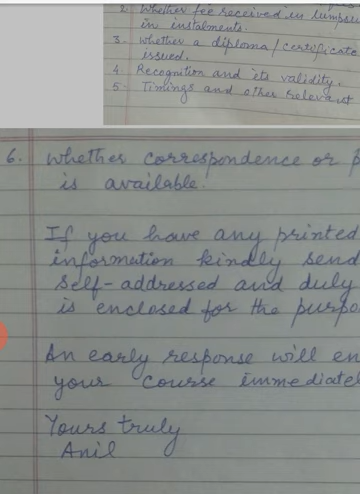 2. Whether fee received in lumpsu
in instalments.
3. Whether a diploma/certificate
issued.
4. Recognition and its validity.
5. Timings and other relevant
6. Whether correspondence or p
is available.
If you have any printed
information kindly send
self-addressed and duly
is enclosed for the purpo
An early response will en
your course immediatel
Yours truly
Anil